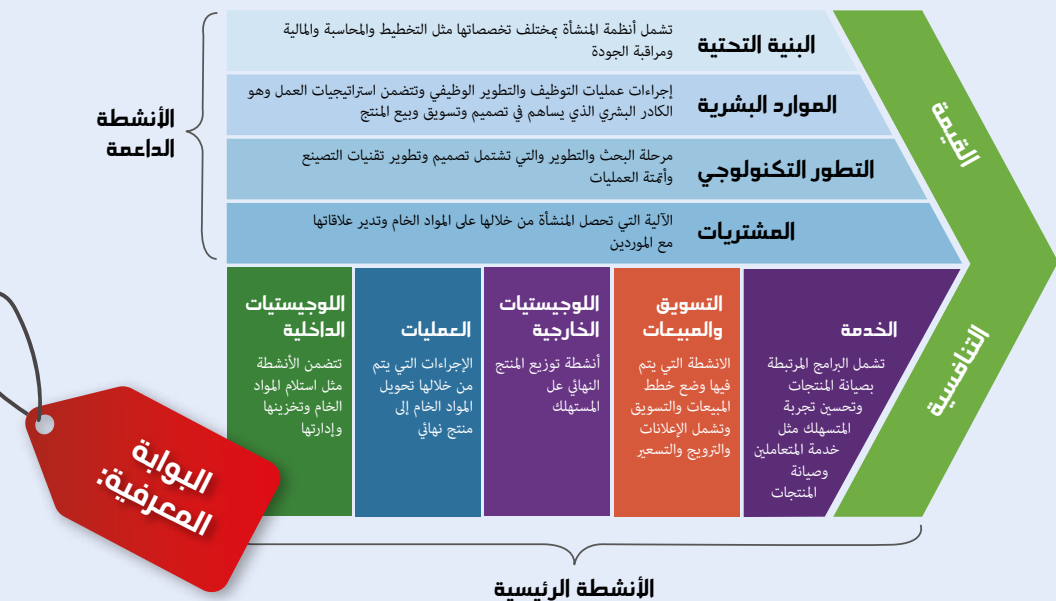 الأنشطة
الداعمة
البنية التحتية
تشمل أنظمة المنشأة بمختلف تخصصاتها مثل التخطيط والمحاسبة والمالية
ومراقبة الجودة
الموارد البشرية
إجراءات عمليات التوظيف والتطوير الوظيفي وتتضمن استراتيجيات العمل وهو
الكادر البشري الذي يساهم في تصميم وتسويق وبيع المنتج
التطور التكنولوجي
مرحلة البحث والتطوير والتي تشتمل تصميم وتطوير تقنيات التصينع
وأتمتة العمليات
المشتريات
الآلية التي تحصل المنشأة من خلالها على المواد الخام وتدير علاقاتها
مع الموردين
القيمة
التنافسية
الخدمة
تشمل البرامج المرتبطة
بصيانة المنتجات
وتحسين تجربة
المتسهلك مثل
خدمة المتعاملين
وصيانة
المنتجات
التسويق
والمبيعات
الانشطة التي يتم
فيها وضع خطط
المبيعات والتسويق
وتشمل الإعلانات
والترويج والتسعير
اللوجيستيات
الخارجية
أنشطة توزيع المنتج
النهائي عل
المستهلك
العمليات
الإجراءات التي يتم
من خلالها تحويل
المواد الخام إلى
منتج نهائي
اللوجيستيات
الداخلية
تتضمن الأنشطة
مثل استلام المواد
الخام وتخزينها
وإدارتها
البوابة
المعرفية:
الأنشطة الرئيسية